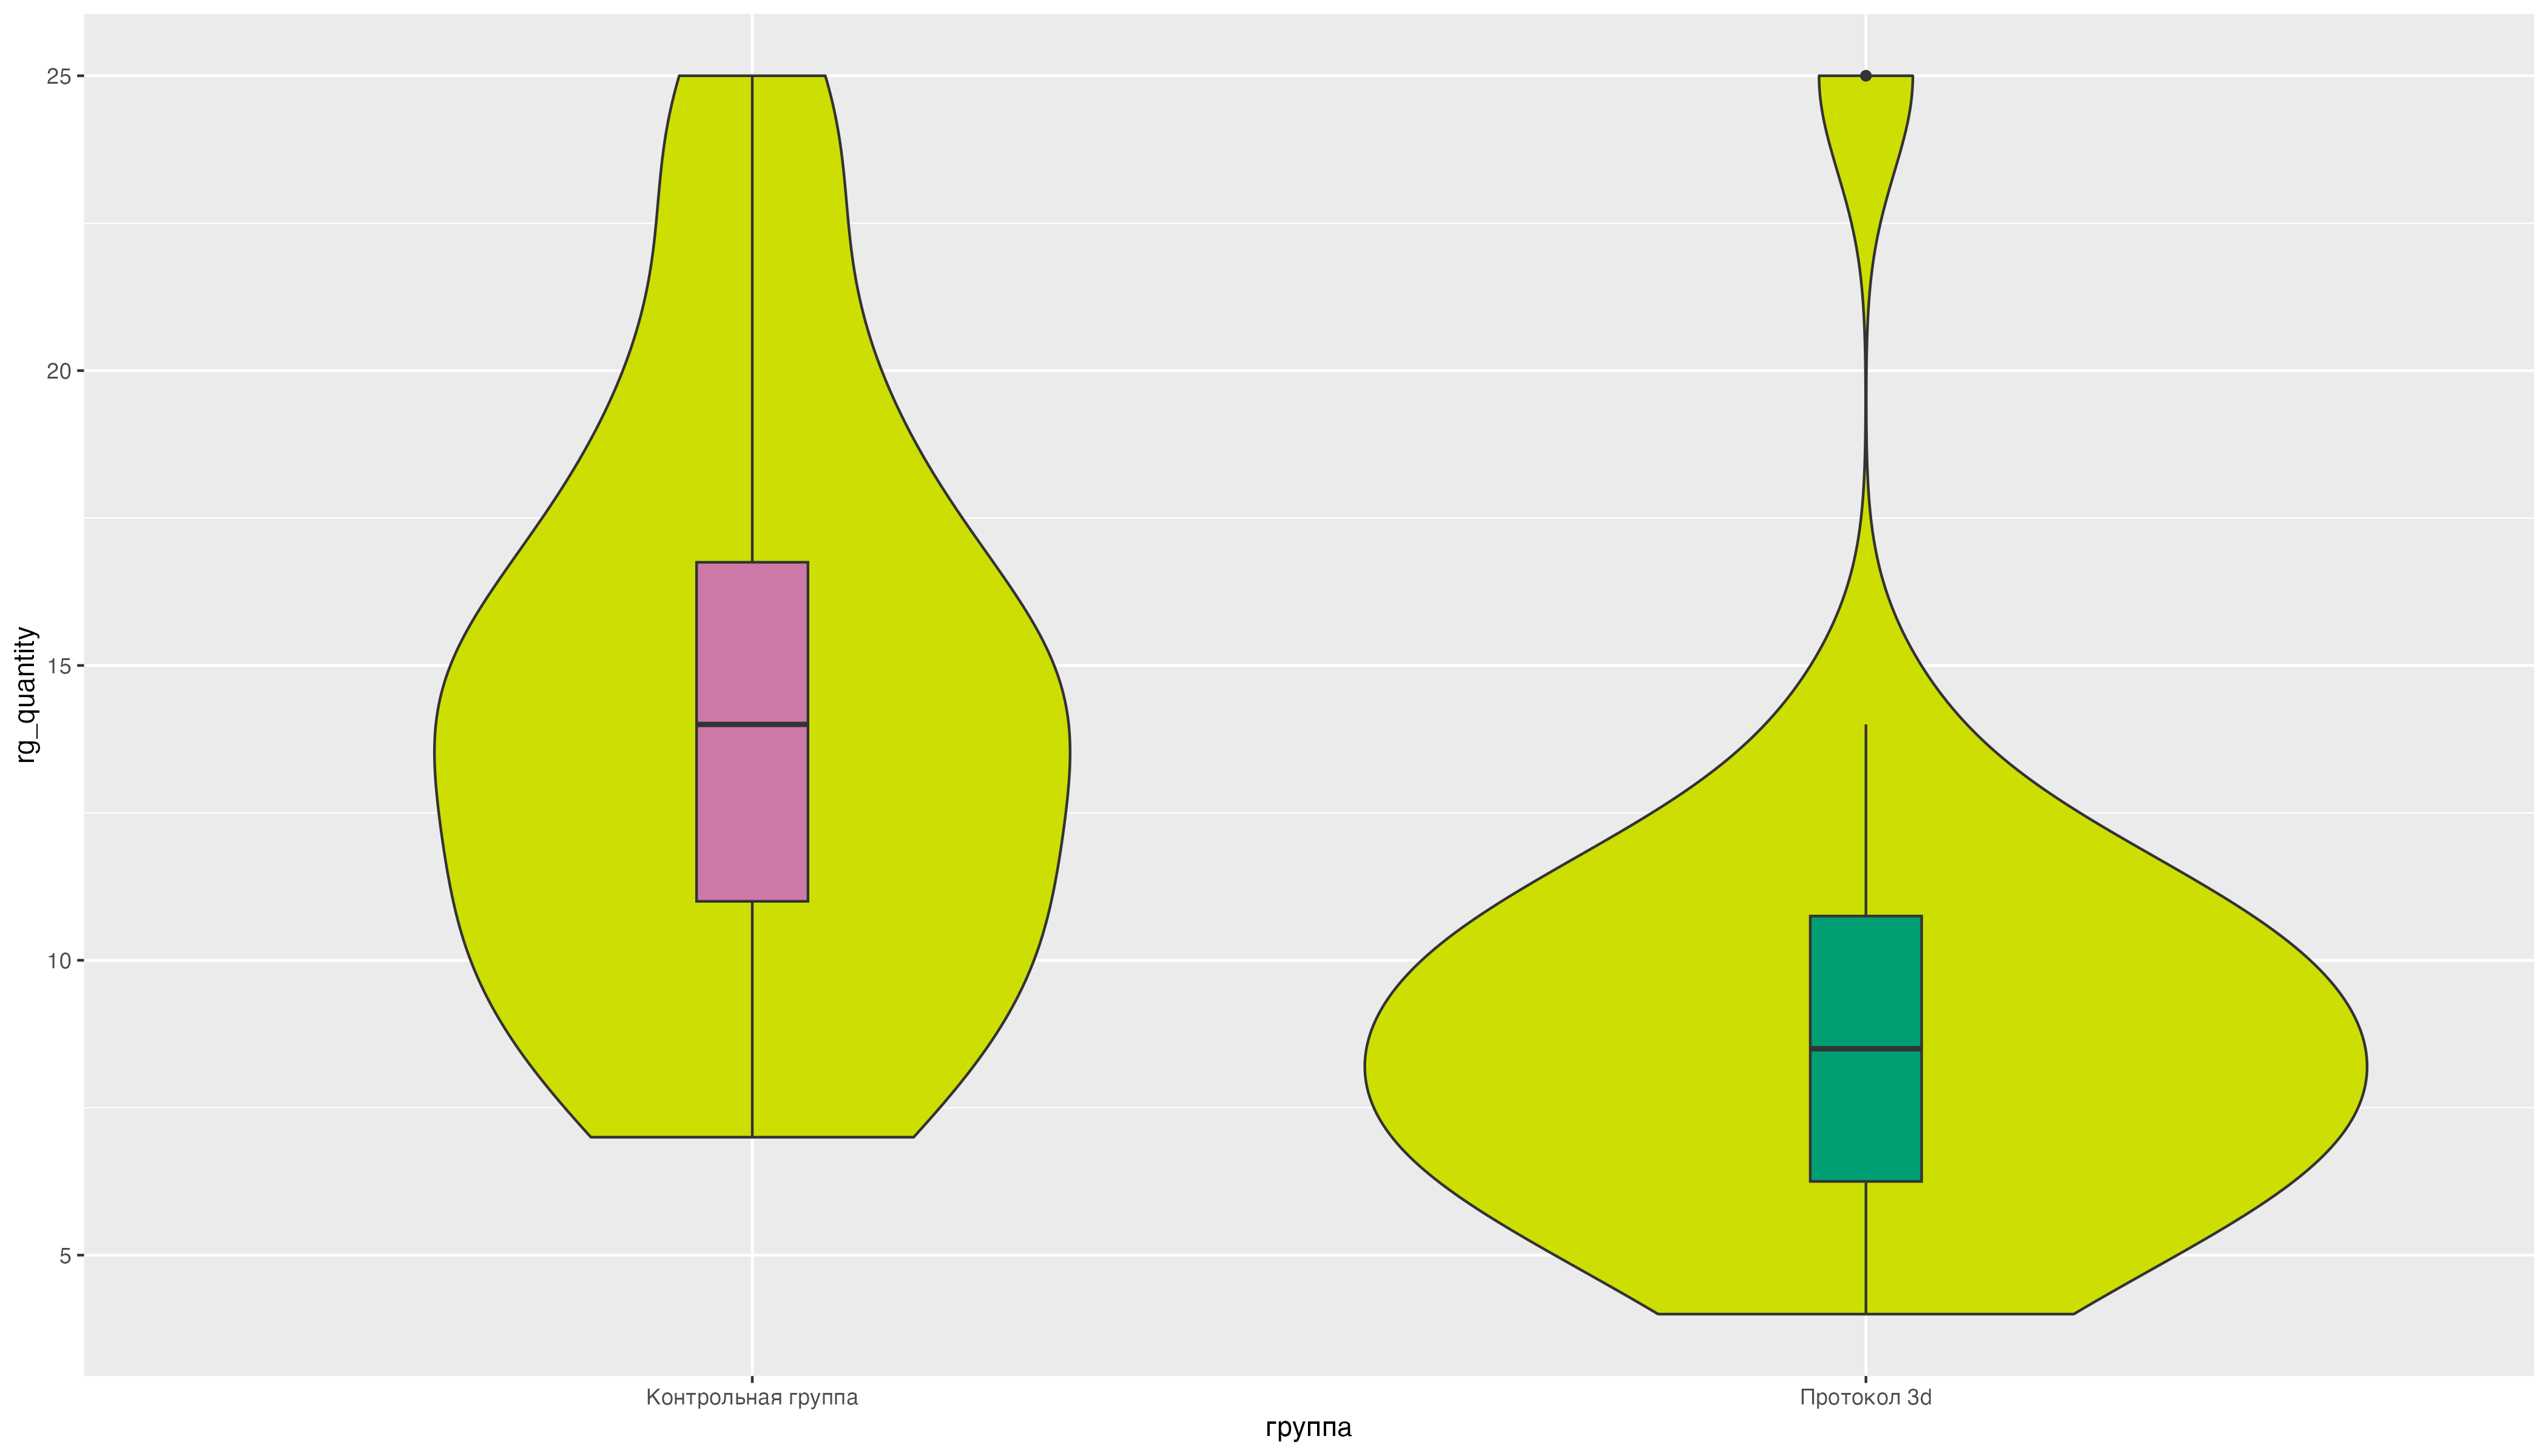 25
20
15
10
5
rg_quantity
Контрольная группа
Протокол 3d
группа